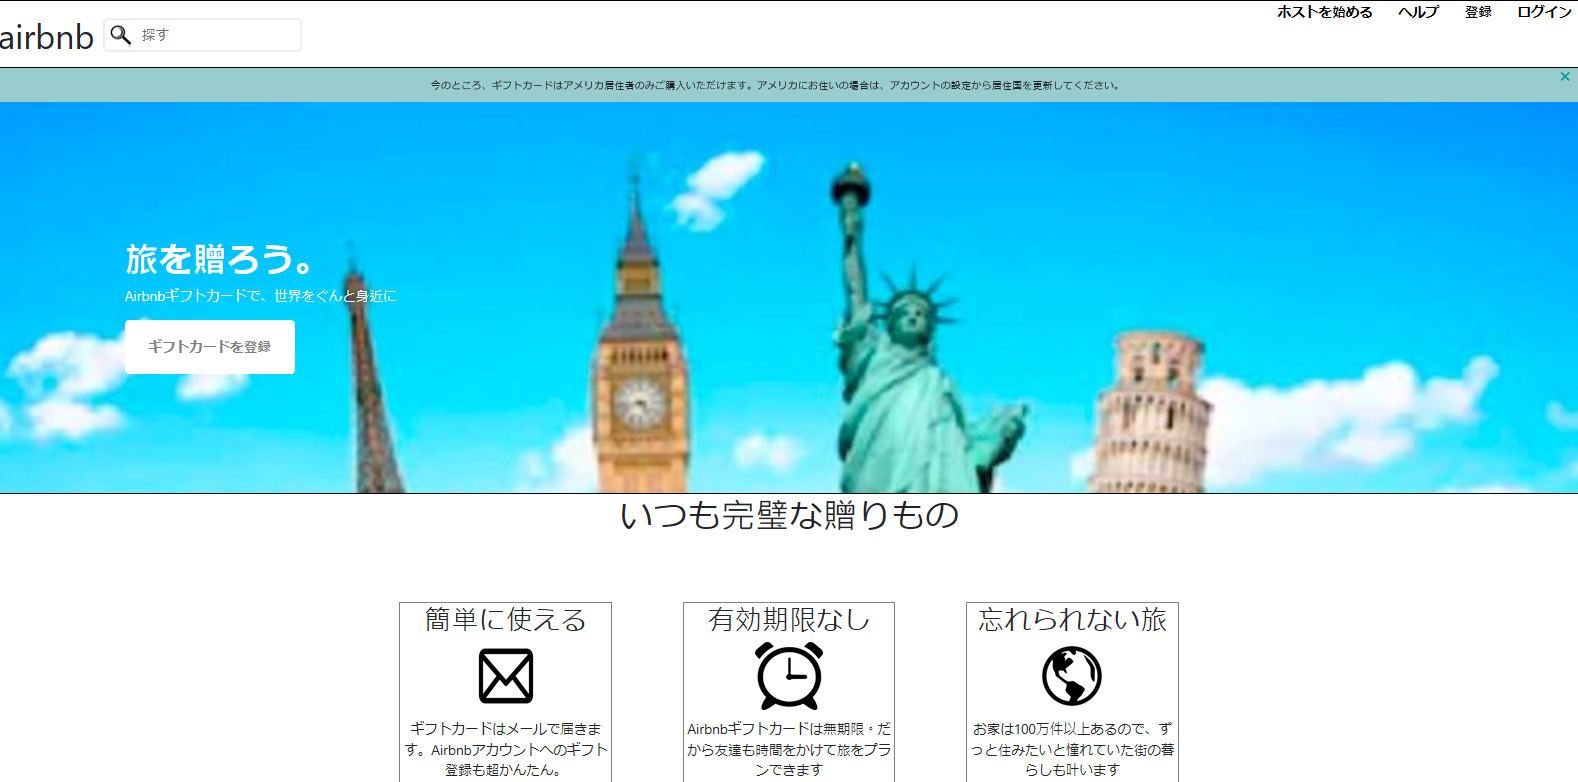 ホストを始める ヘルプ 登録 ログイン
airbnb 探す
今のところ、ギフトカードはアメリカ居住者のみご購入いただけます。アメリカにお住いの場合は、アカウントの設定から居住国を更新してください。
旅を贈ろう。
Airbnbギフトカードで、世界をぐんと身近に
ギフトカードを登録
いつも完璧な贈りもの
簡単に使える
ギフトカードはメールで届きま
す。Airbnbアカウントへのギフト
登録も超かんたん。
有効期限なし
Airbnbギフトカードは無期限・だ
から友達も時間をかけて旅をプラ
ンできます
忘れられない旅
お家は100万件以上あるので、ず
っと住みたいと憧れていた街の暮
らしも叶います